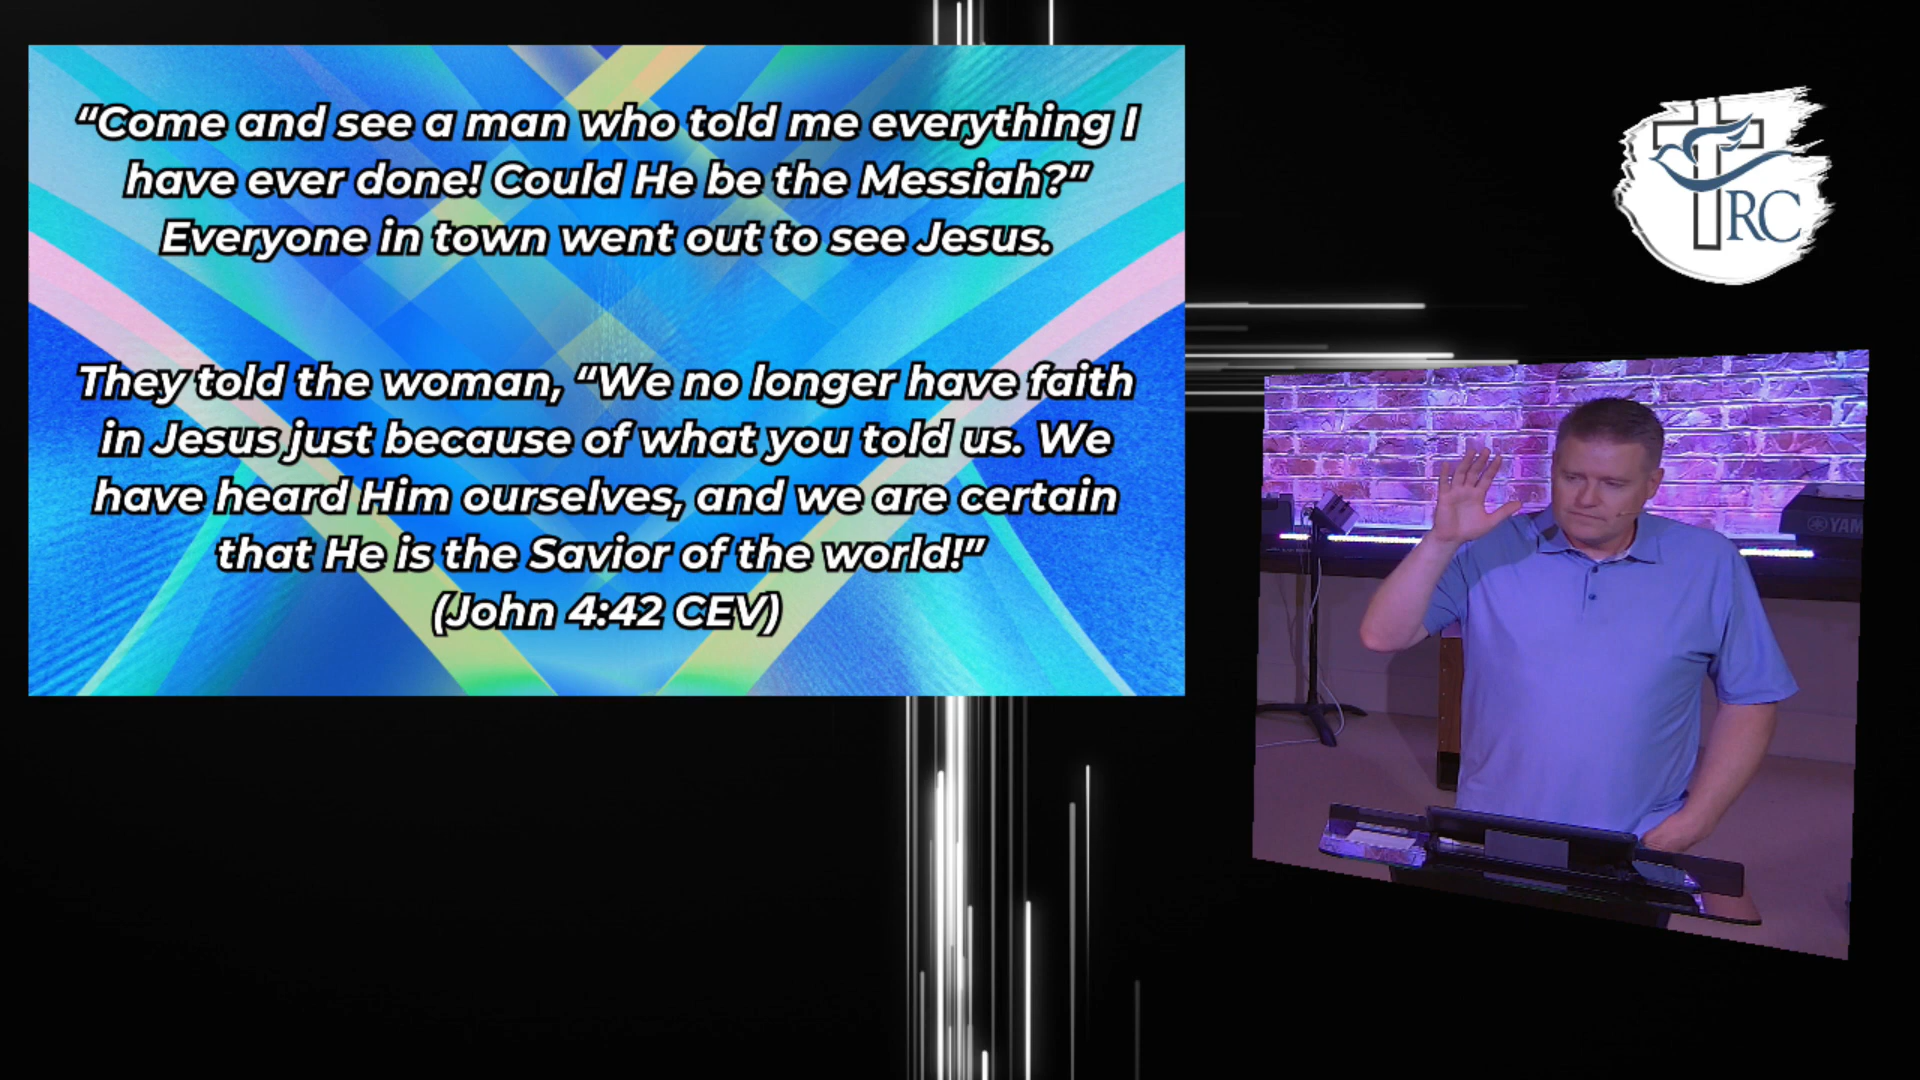 “Come and see a man who told me everything I
have ever done! Could He be the Messiah?”
Everyone in town went out to see Jesus.
They told the woman, “We no longer have faith
in Jesus just because of what you told us. We
have heard Him ourselves, and we are certain
that He is the Savior of the world!”
(John 4:42 CEV)
RC
YAM